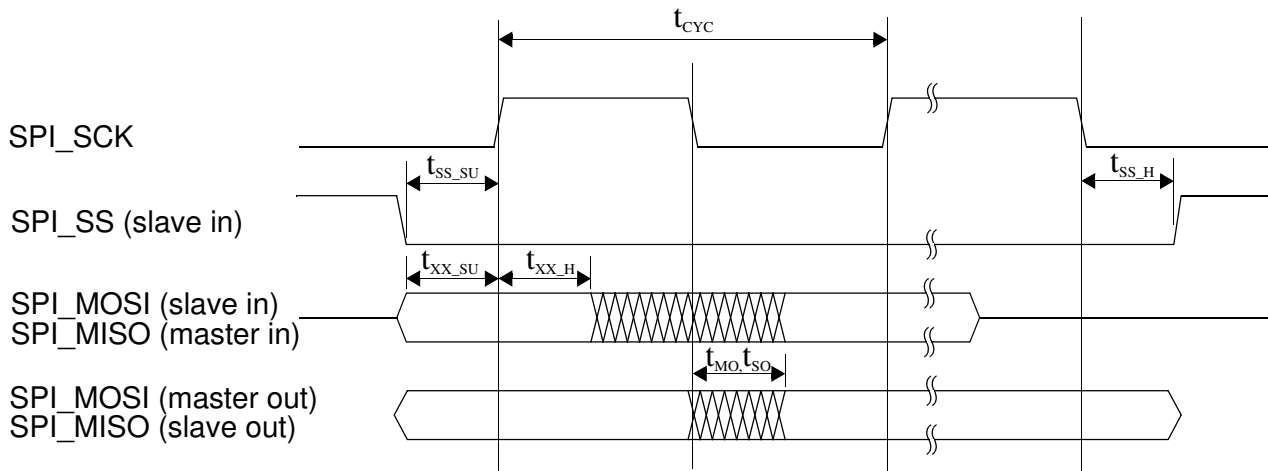 tCYC
SPI_SCK
tSS_SU
tSS_H
SPI_SS (slave in)
tXX_SU
tXX_H
SPI_MOSI (slave in)
SPI_MISO (master in)
tMO, tSO
SPI_MOSI (master out)
SPI_MISO (slave out)